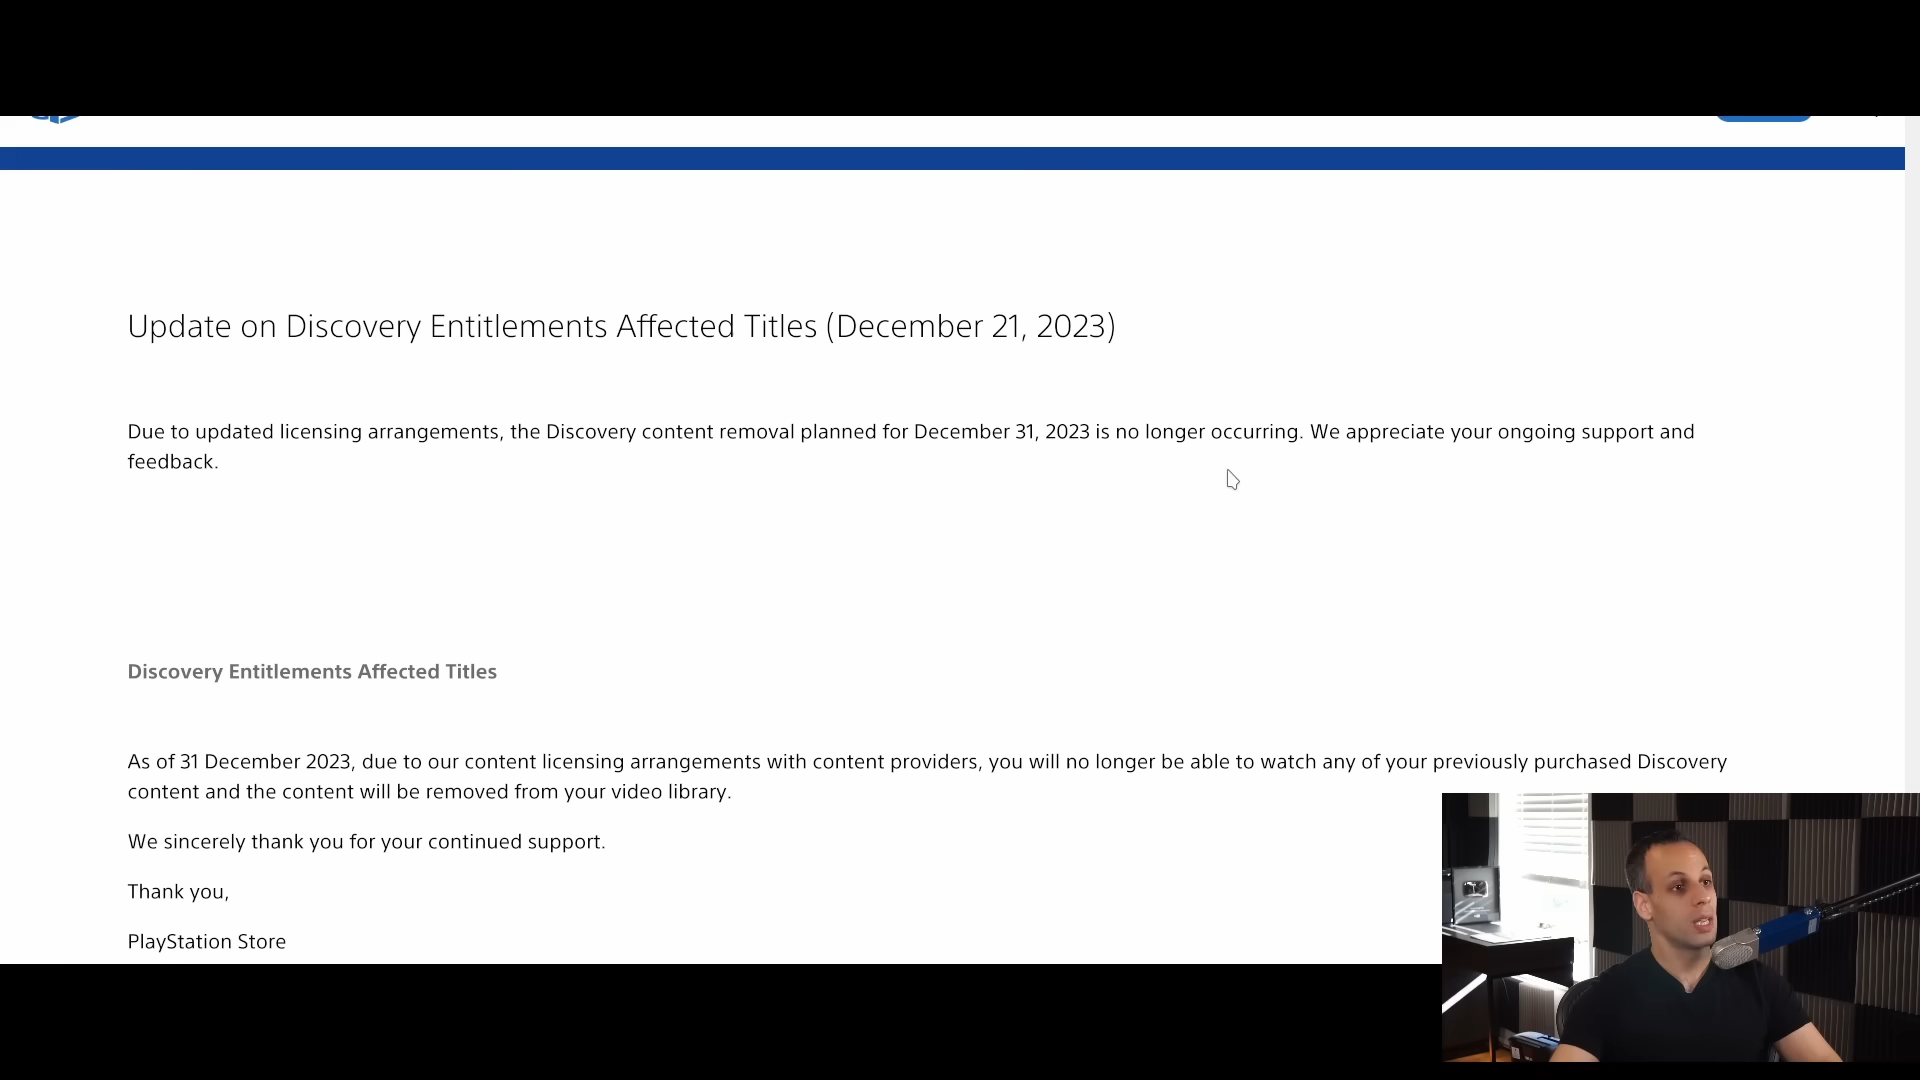 Update on Discovery Entitlements Affected Titles (December 21, 2023)
Due to updated licensing arrangements, the Discovery content removal planned for December 31, 2023 is no longer occurring. We appreciate your ongoing support and
feedback.
Discovery Entitlements Affected Titles
As of 31 December 2023, due to our content licensing arrangements with content providers, you will no longer be able to watch any of your previously purchased Discovery
content and the content will be removed from your video library.
We sincerely thank you for your continued support.
Thank you,
PlayStation Store